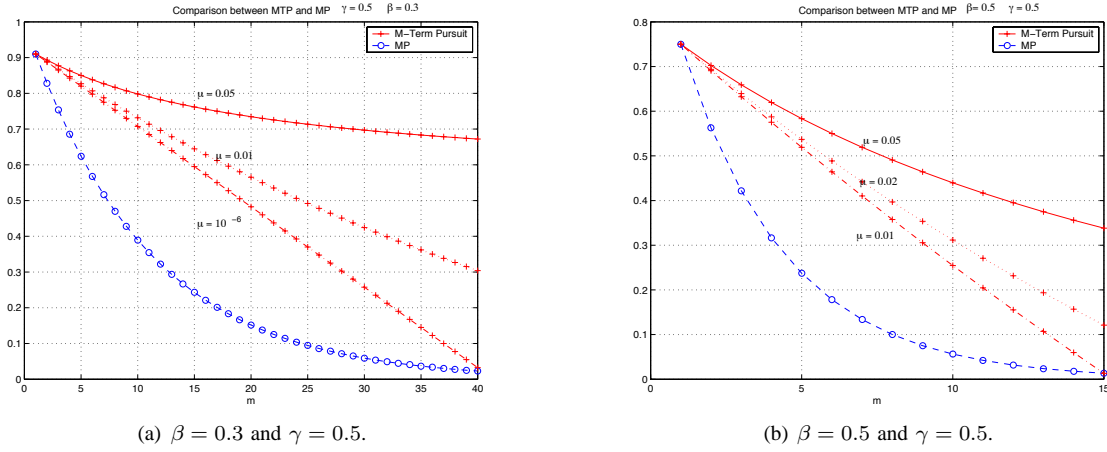 Comparison between MTP and MP γ = 0.5 β = 0.3
M-Term Pursuit
MP
μ = 0.05
μ = 0.01
μ = 10 -6
1
0.9
0.8
0.7
0.6
0.5
0.4
0.3
0.2
0.1
0
0 5 10 15 20 25 30 35 40
m
(a) β = 0.3 and γ = 0.5.
Comparison between MTP and MP β= 0.5 γ = 0.5
M-Term Pursuit
MP
μ = 0.05
μ = 0.02
μ = 0.01
0.8
0.7
0.6
0.5
0.4
0.3
0.2
0.1
0
0 5 10 15
m
(b) β = 0.5 and γ = 0.5.